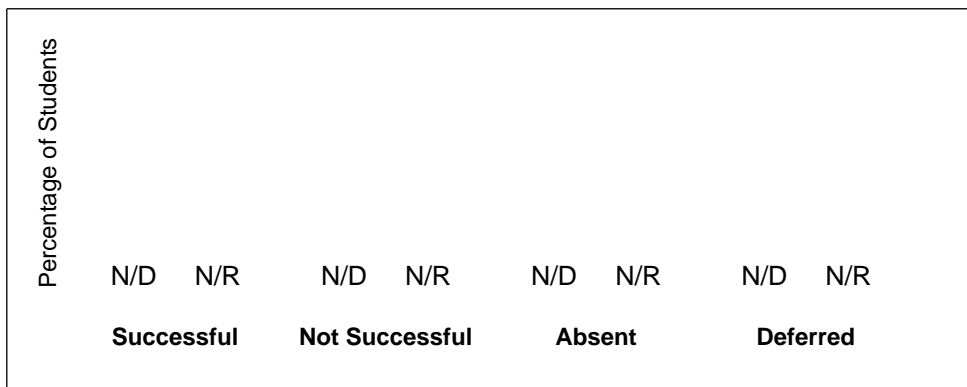 Percentage of Students
N/D N/R N/D N/R N/D N/R N/D N/R
Successful Not Successful Absent Deferred